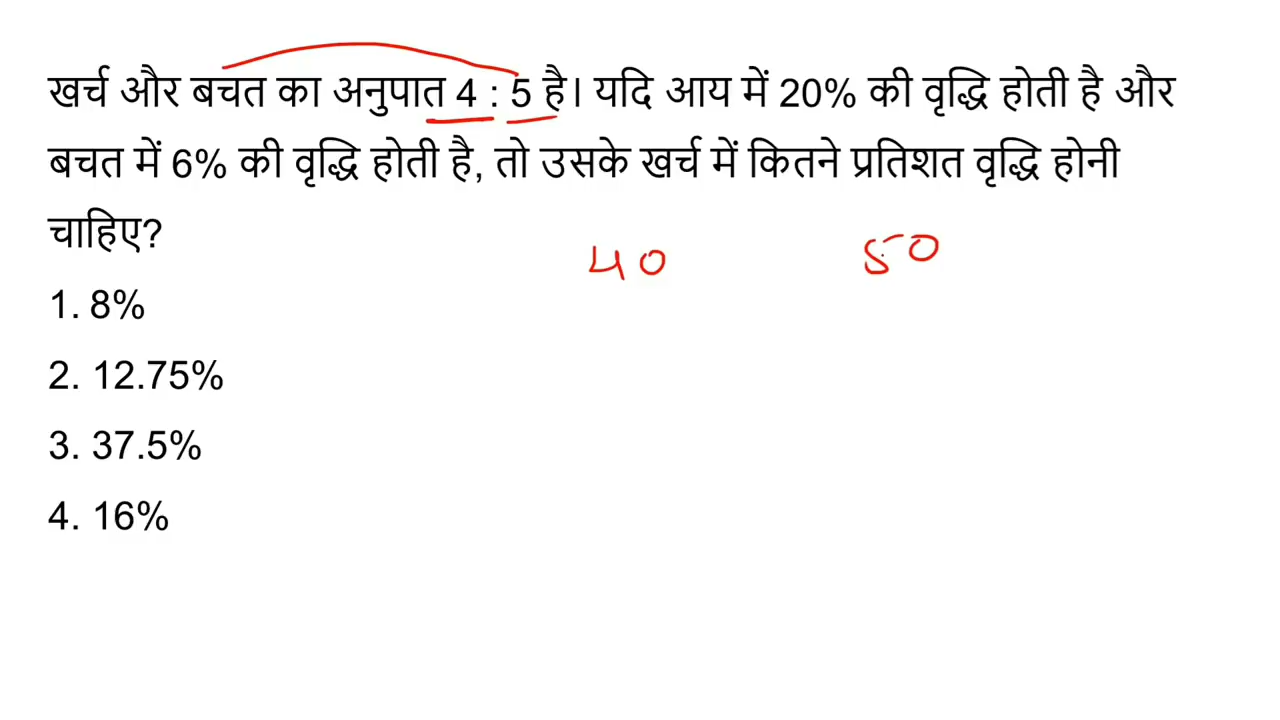 खर्च और बचत का अनुपात 4 : 5 है। यदि आय में 20% की वृद्धि होती है और
बचत में 6% की वृद्धि होती है, तो उसके खर्च में कितने प्रतिशत वृद्धि होनी
चाहिए?
40 50
1. 8%
2. 12.75%
3. 37.5%
4. 16%